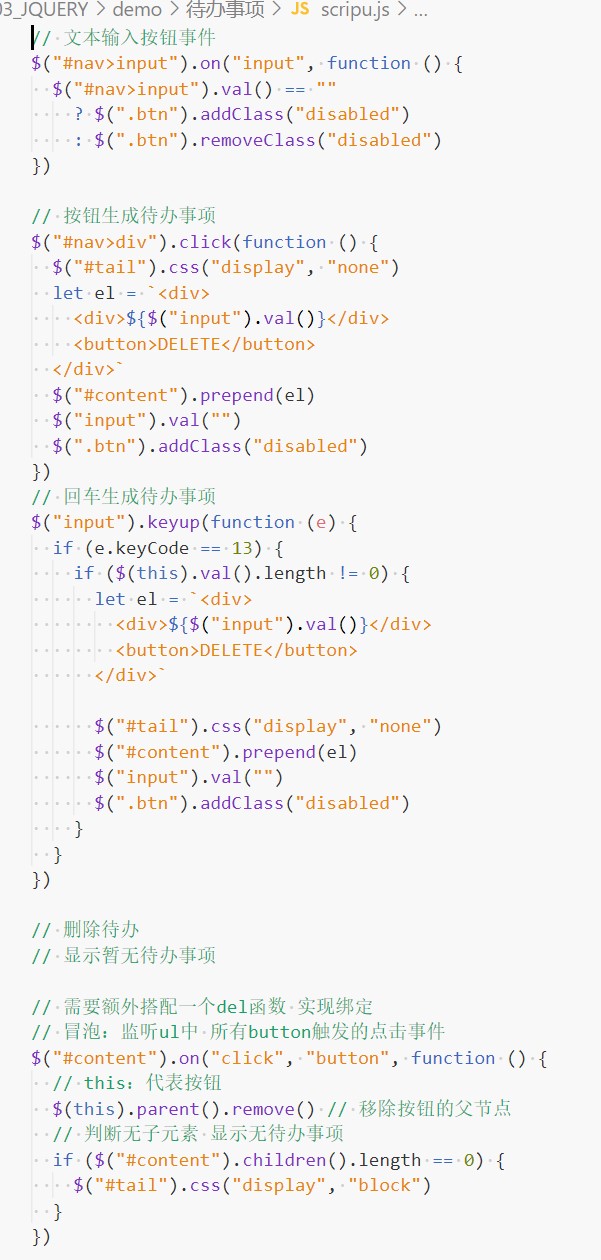 03_JQUERY > demo > 待办事项 > JS scripu.js > ...
// 文本输入按钮事件
$("#nav>input").on("input", function () {
  $("#nav>input").val() == ""
    ? $(".btn").addClass("disabled")
    : $(".btn").removeClass("disabled")
})

// 按钮生成待办事项
$("#nav>div").click(function () {
  $("#tail").css("display", "none")
  let el = `<div>
    <div>${$("input").val()}</div>
    <button>DELETE</button>
  </div>`
  $("#content").prepend(el)
  $("input").val("")
  $(".btn").addClass("disabled")
})
// 回车生成待办事项
$("input").keyup(function (e) {
  if (e.keyCode == 13) {
    if ($(this).val().length != 0) {
      let el = `<div>
        <div>${$("input").val()}</div>
        <button>DELETE</button>
      </div>`

      $("#tail").css("display", "none")
      $("#content").prepend(el)
      $("input").val("")
      $(".btn").addClass("disabled")
    }
  }
})

// 删除待办
// 显示暂无待办事项

// 需要额外搭配一个del函数 实现绑定
// 冒泡：监听ul中 所有button触发的点击事件
$("#content").on("click", "button", function () {
  // this：代表按钮
  $(this).parent().remove() // 移除按钮的父节点
  // 判断无子元素 显示无待办事项
  if ($("#content").children().length == 0) {
    $("#tail").css("display", "block")
  }
})